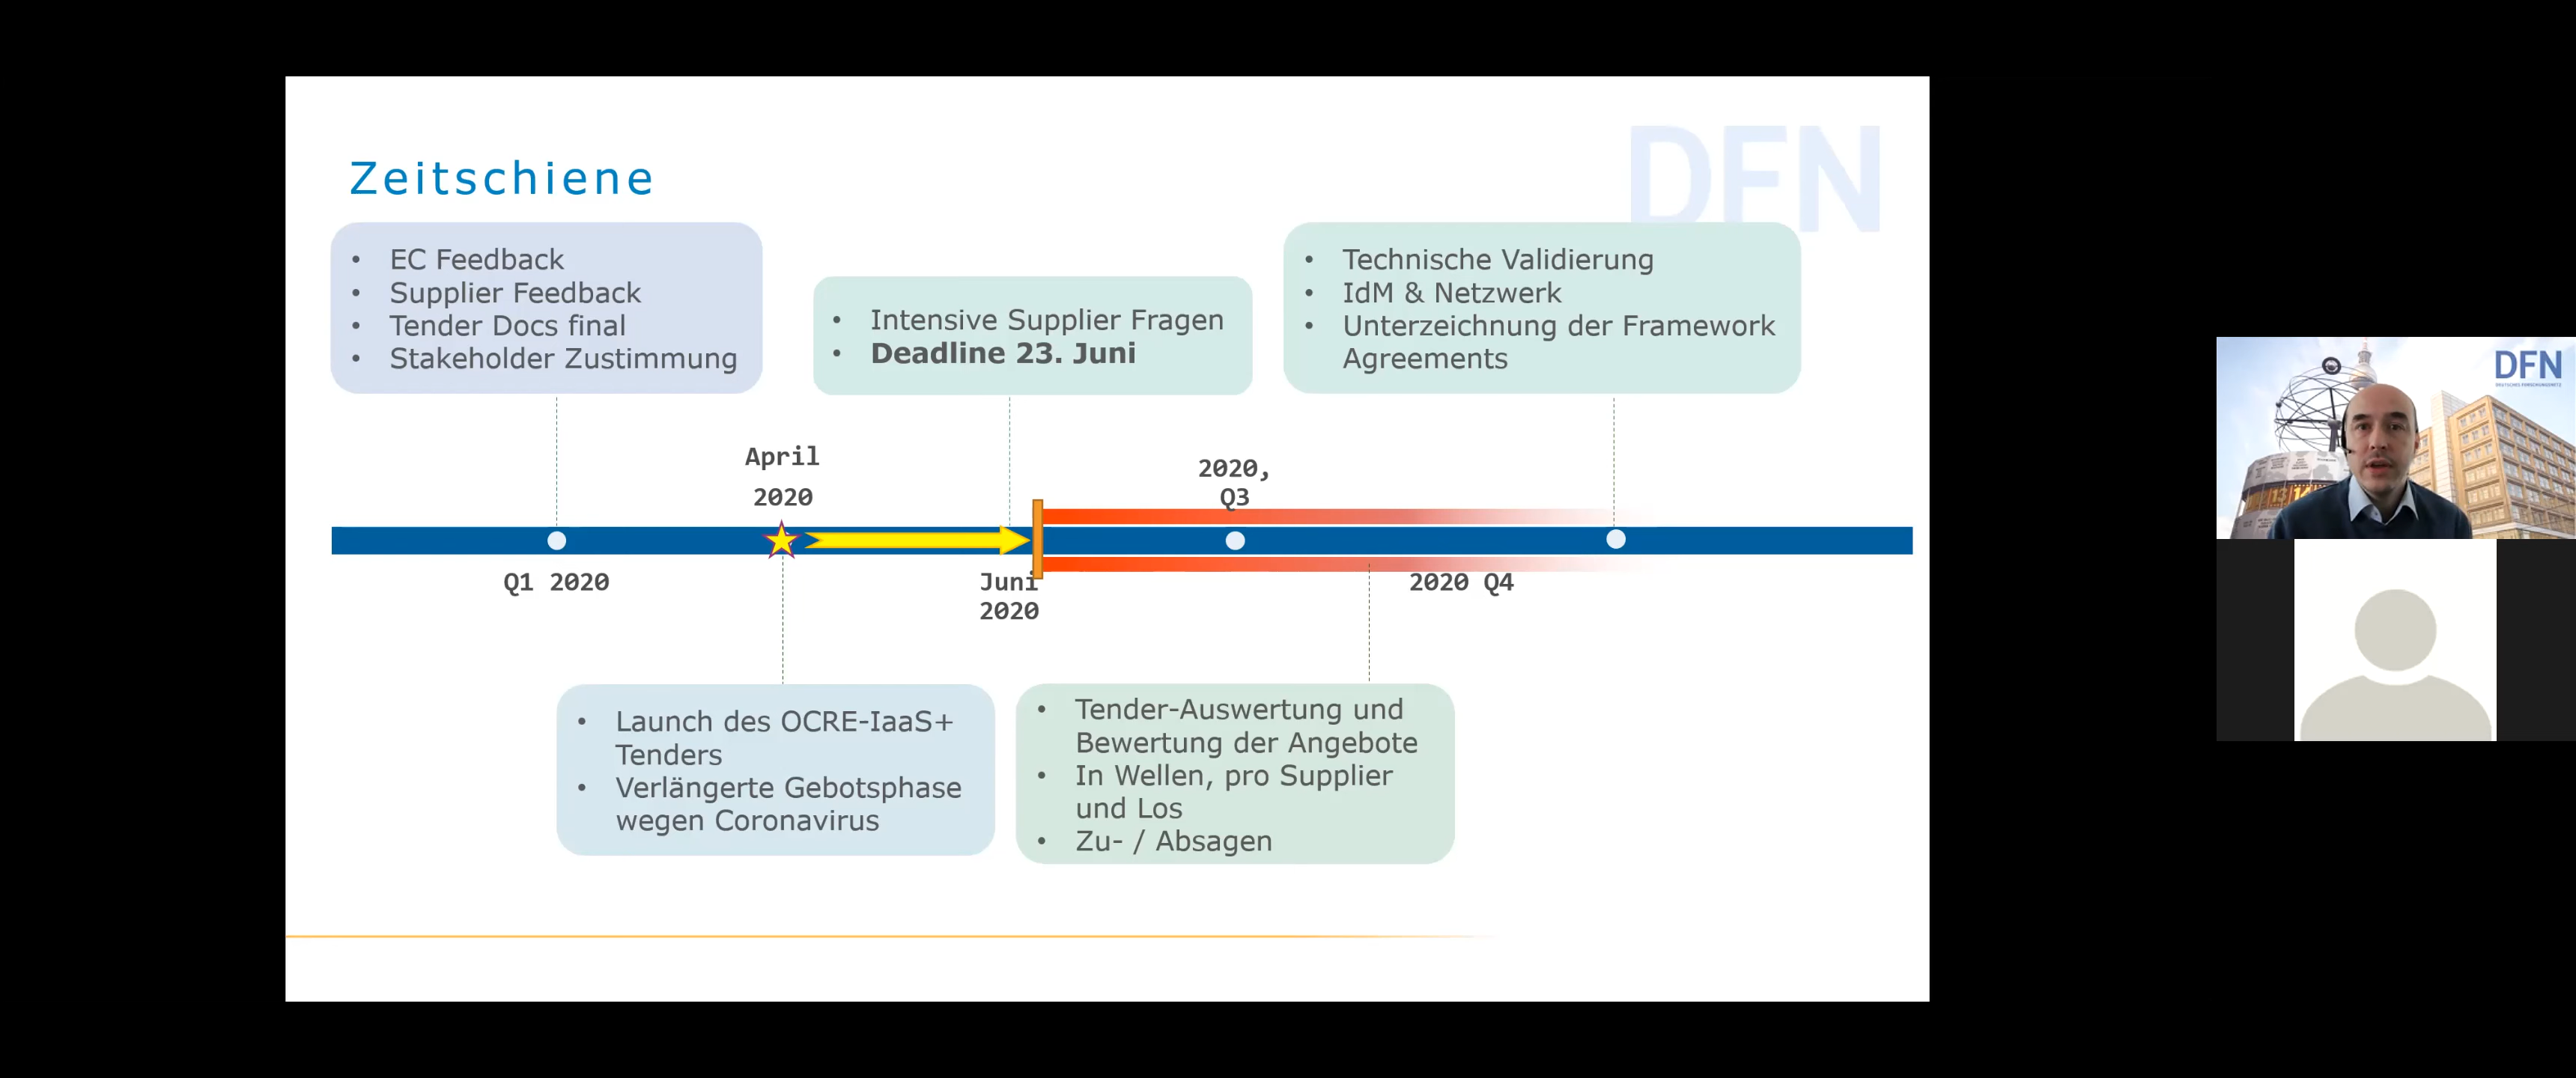 DFN
Zeitschiene
• EC Feedback
• Supplier Feedback
• Tender Docs final
• Stakeholder Zustimmung
• Intensive Supplier Fragen
• Deadline 23. Juni
• Technische Validierung
• IdM & Netzwerk
• Unterzeichnung der Framework
Agreements
April
2020
2020,
Q3
Q1 2020
Juni
2020
2020 Q4
• Launch des OCRE-IaaS+
Tenders
• Verlängerte Gebotsphase
wegen Coronavirus
• Tender-Auswertung und
Bewertung der Angebote
• In Wellen, pro Supplier
und Los
• Zu- / Absagen
DFN
DEUTSCHES FORSCHUNGSNETZ